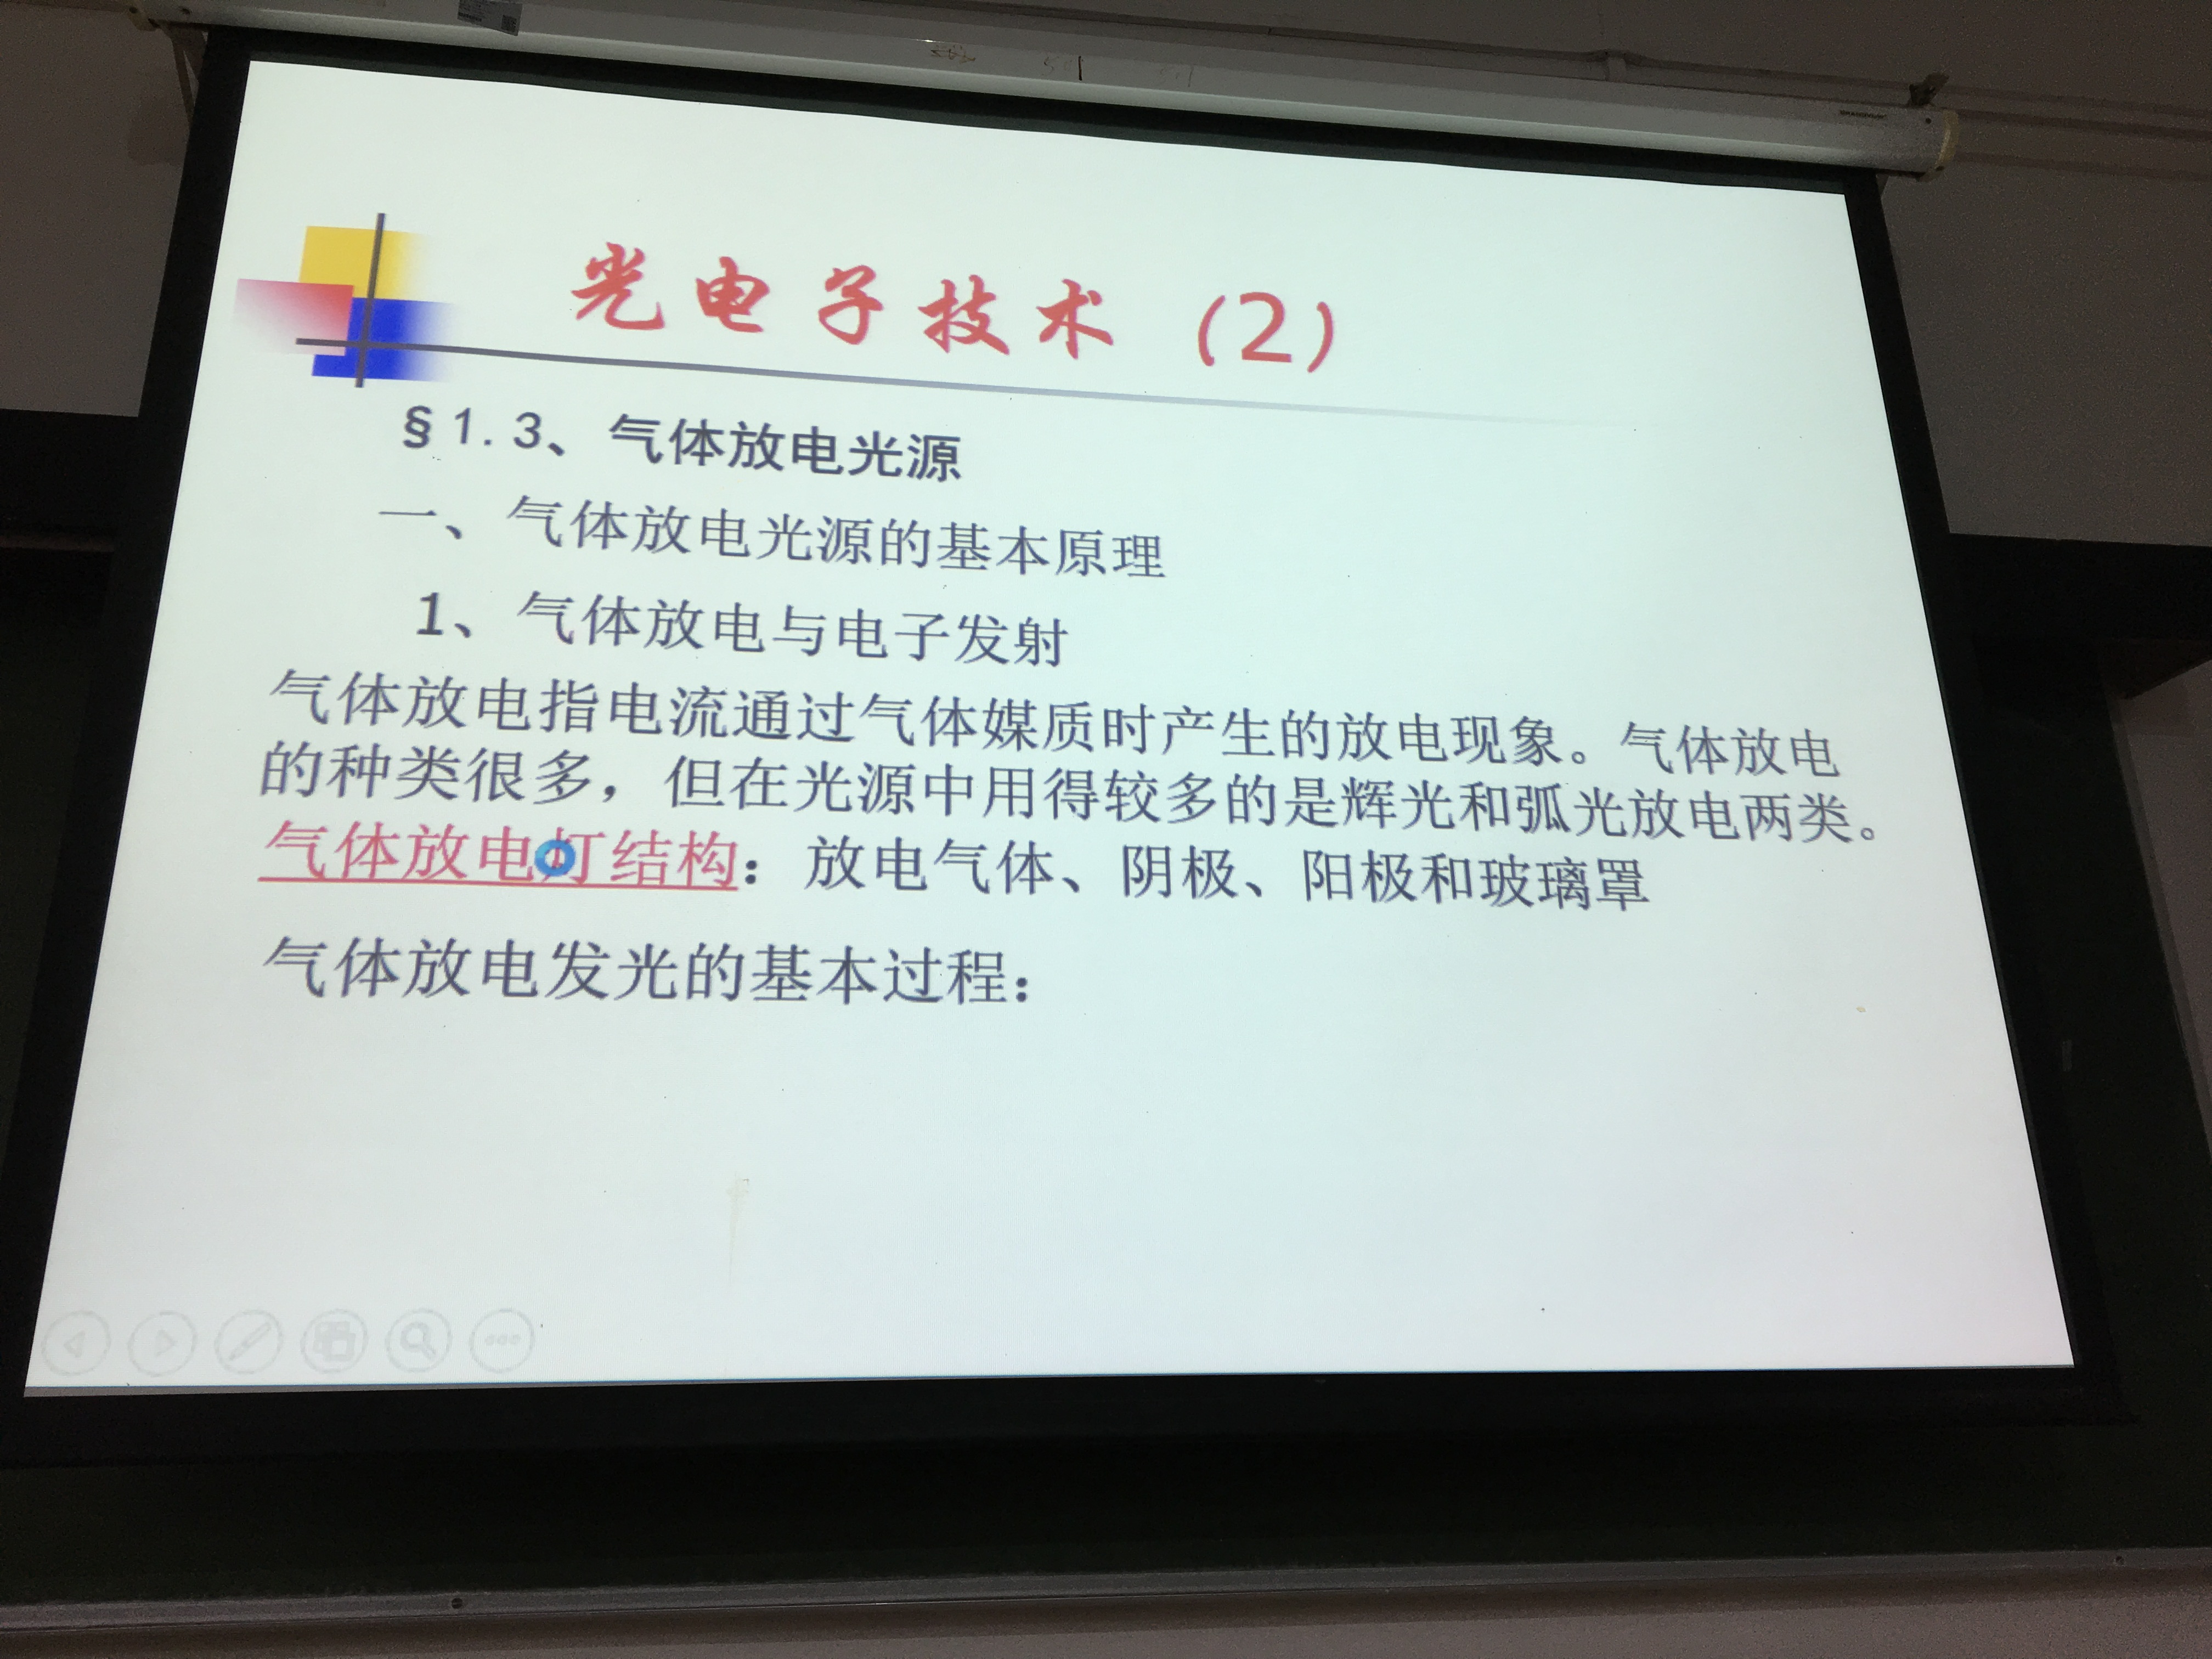 光电子技术（2）
§1.3、气体放电光源
一、气体放电光源的基本原理
1、气体放电与电子发射
气体放电指电流通过气体媒质时产生的放电现象。气体放电
的种类很多，但在光源中用得较多的是辉光和弧光放电两类。
气体放电灯结构：放电气体、阴极、阳极和玻璃罩
气体放电发光的基本过程：